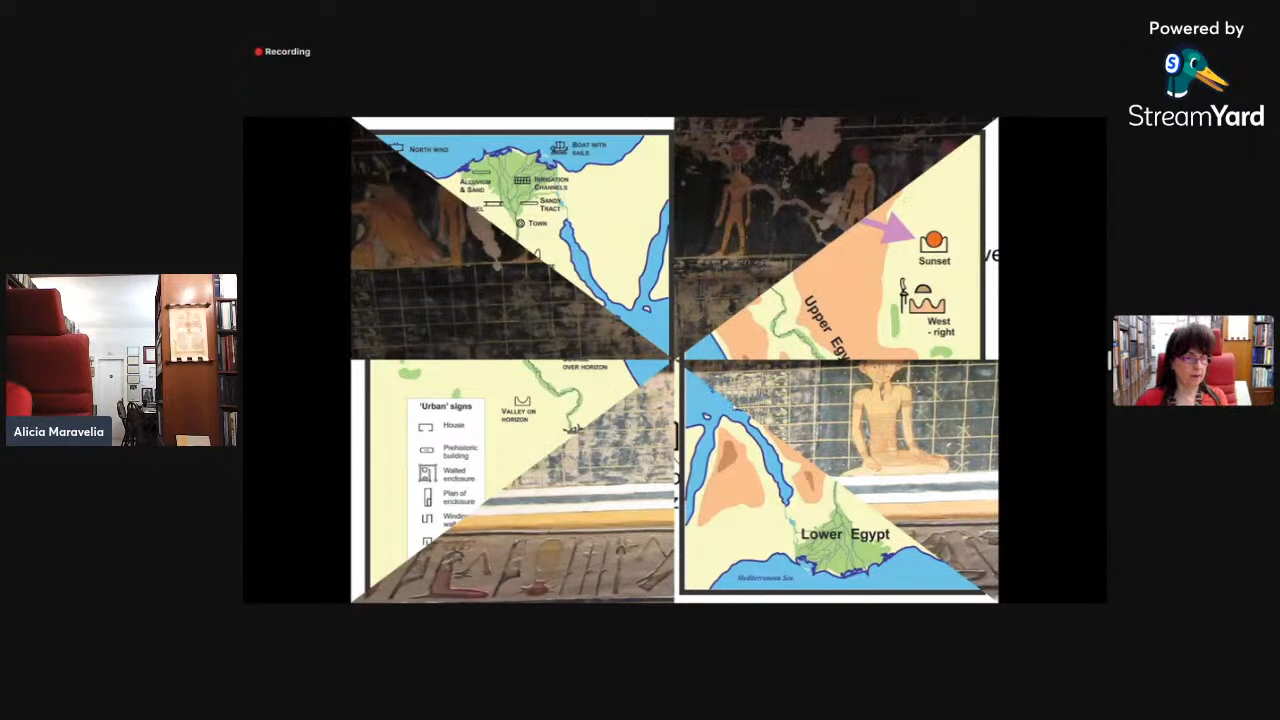 Recording
Powered by
StreamYard
NORTH WIND
BOAT WITH
SAILS
ALLUVIUM
& SAND
IRRIGATION
CHANNELS
SANDY
TRACT
TOWN
Sunset
West
- right
Upper Egy
OVER HORIZON
VALLEY ON
HORIZON
'Urban' signs
House
Prehistoric
building
Walled
enclosure
Plan of
enclosure
Lower Egypt
Mediterranean Sea
Alicia Maravelia